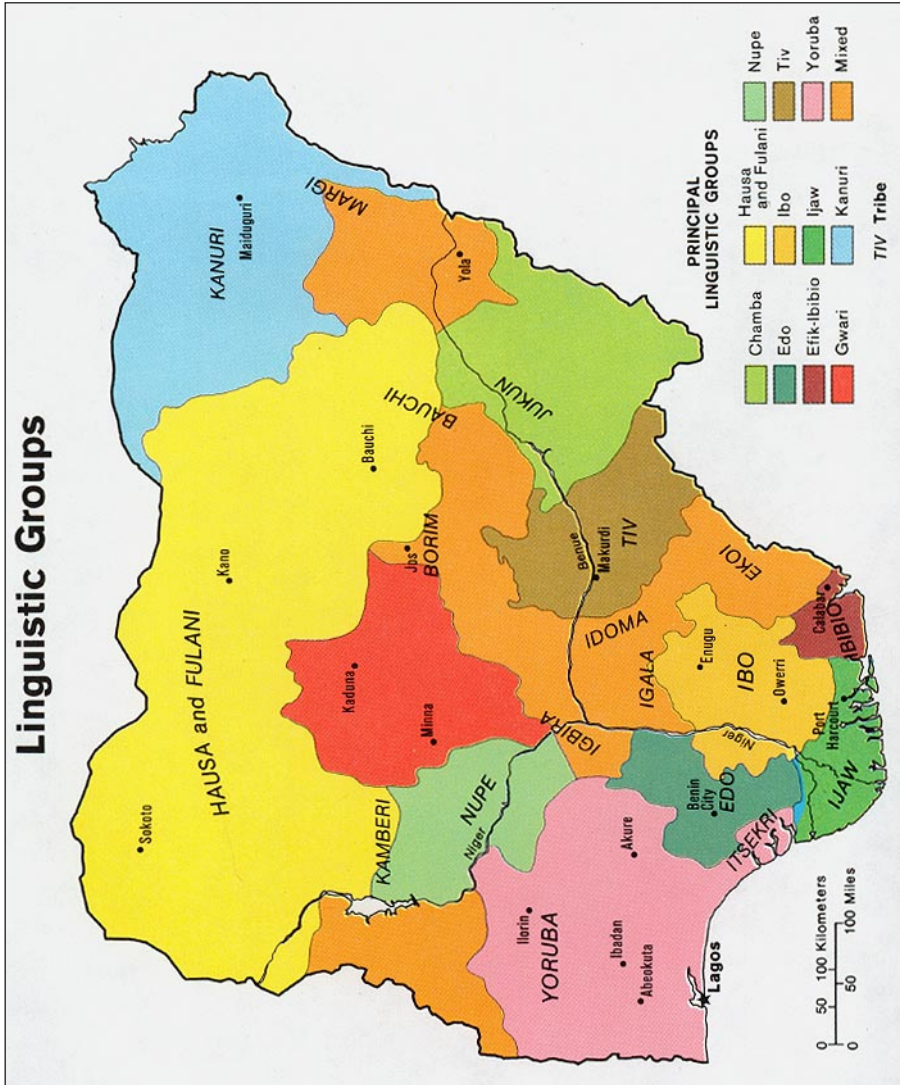 Linguistic Groups
Sokoto
HAUSA and FULANI
Kano
KANURI
Maiduguri
MARGI
Bauchi
BAUCHI
Kaduna
Jos
BORIM
Minna
KAMBERI
NUPE
Niger
Yola
JUKUN
Ilorin
YORUBA
Ibadan
Abeokuta
Akure
IGBIRA
Benue
Makurdi
TIV
IDOMA
IGALA
Lagos
Benin
City
EDO
ITSEKRI
Niger
Enugu
IBO
Owerri
EKOI
Calabar
IBIBIO
Port
Harcourt
IJAW
0 50 100 Kilometers
0 50 100 Miles
PRINCIPAL
LINGUISTIC GROUPS
Chamba
Edo
Efik-Ibibio
Gwari
Hausa
and Fulani
Ibo
Ijaw
Kanuri
Nupe
Tiv
Yoruba
Mixed
TIV Tribe